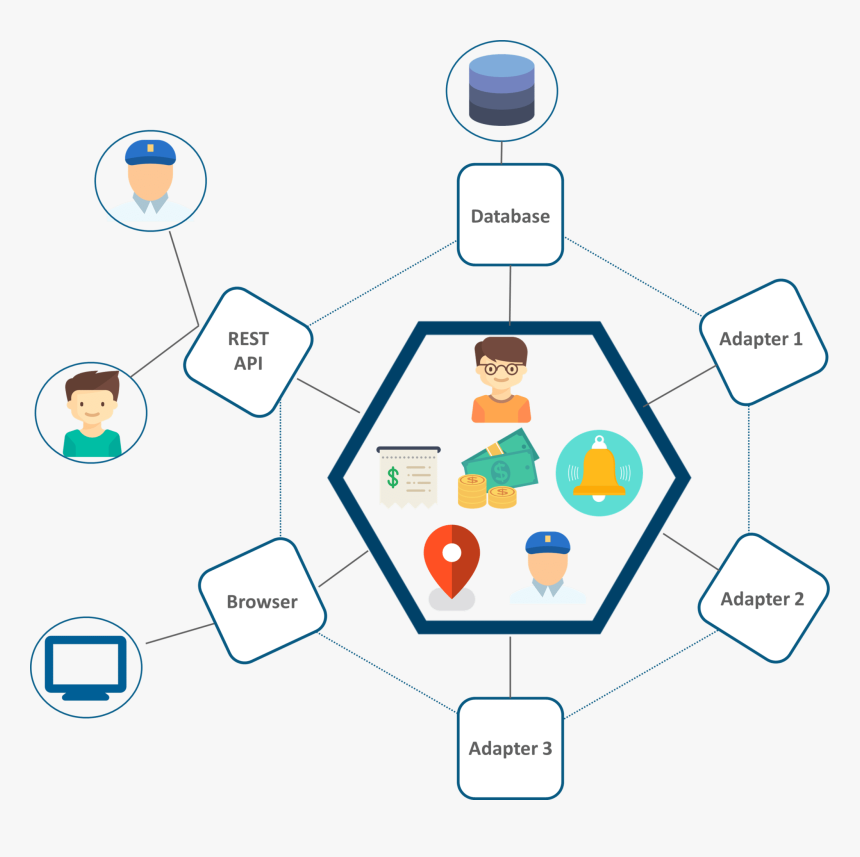 Database
Adapter 1
REST
API
Browser
Adapter 2
Adapter 3
$
$
$
$